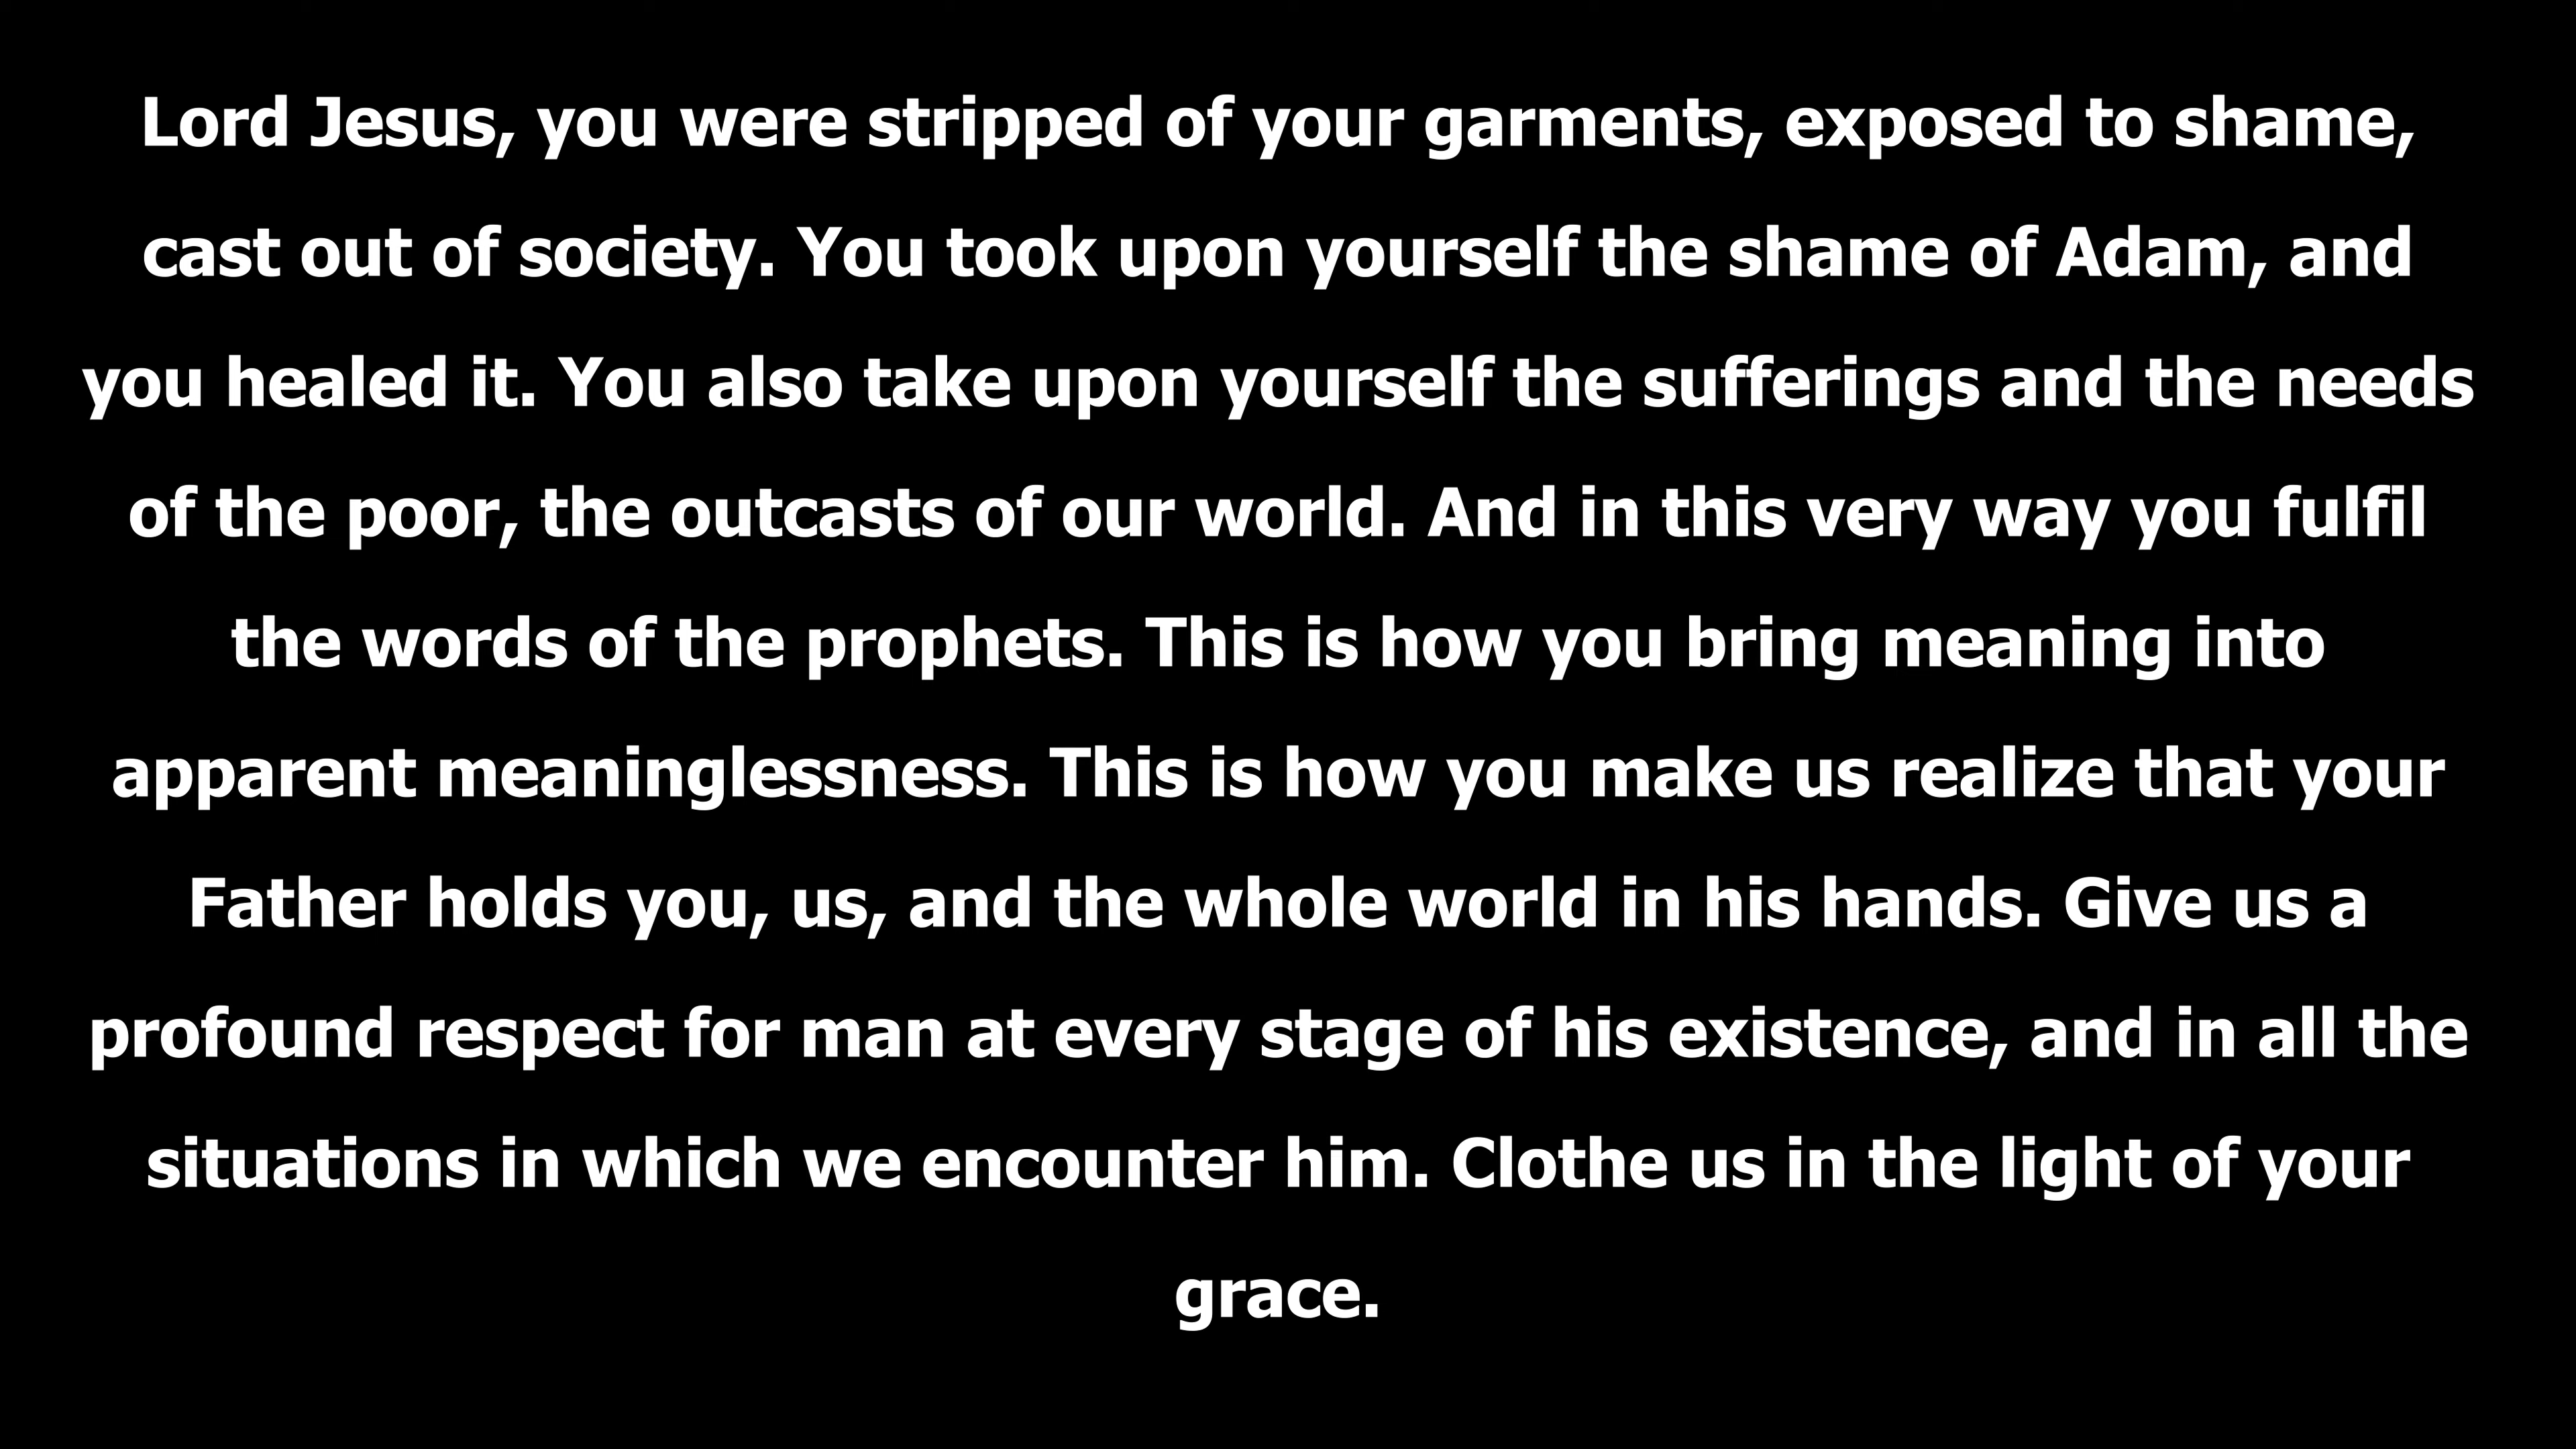 Lord Jesus, you were stripped of your garments, exposed to shame,
cast out of society. You took upon yourself the shame of Adam, and
you healed it. You also take upon yourself the sufferings and the needs
of the poor, the outcasts of our world. And in this very way you fulfil
the words of the prophets. This is how you bring meaning into
apparent meaninglessness. This is how you make us realize that your
Father holds you, us, and the whole world in his hands. Give us a
profound respect for man at every stage of his existence, and in all the
situations in which we encounter him. Clothe us in the light of your
grace.